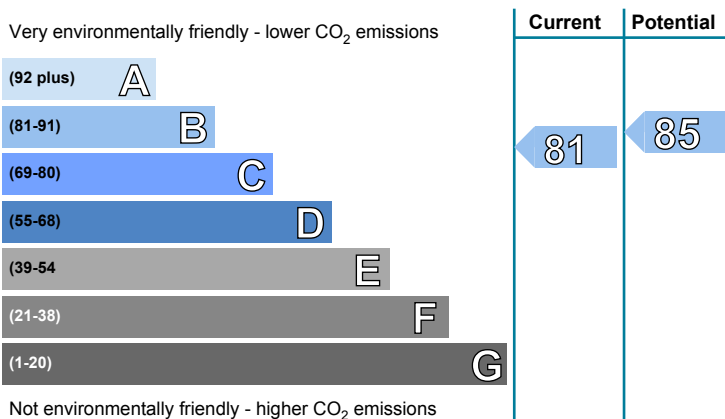 Current Potential
Very environmentally friendly - lower CO2 emissions
(92 plus) A
(81-91) B
81 85
(69-80) C
(55-68) D
(39-54 E
(21-38) F
(1-20) G
Not environmentally friendly - higher CO2 emissions